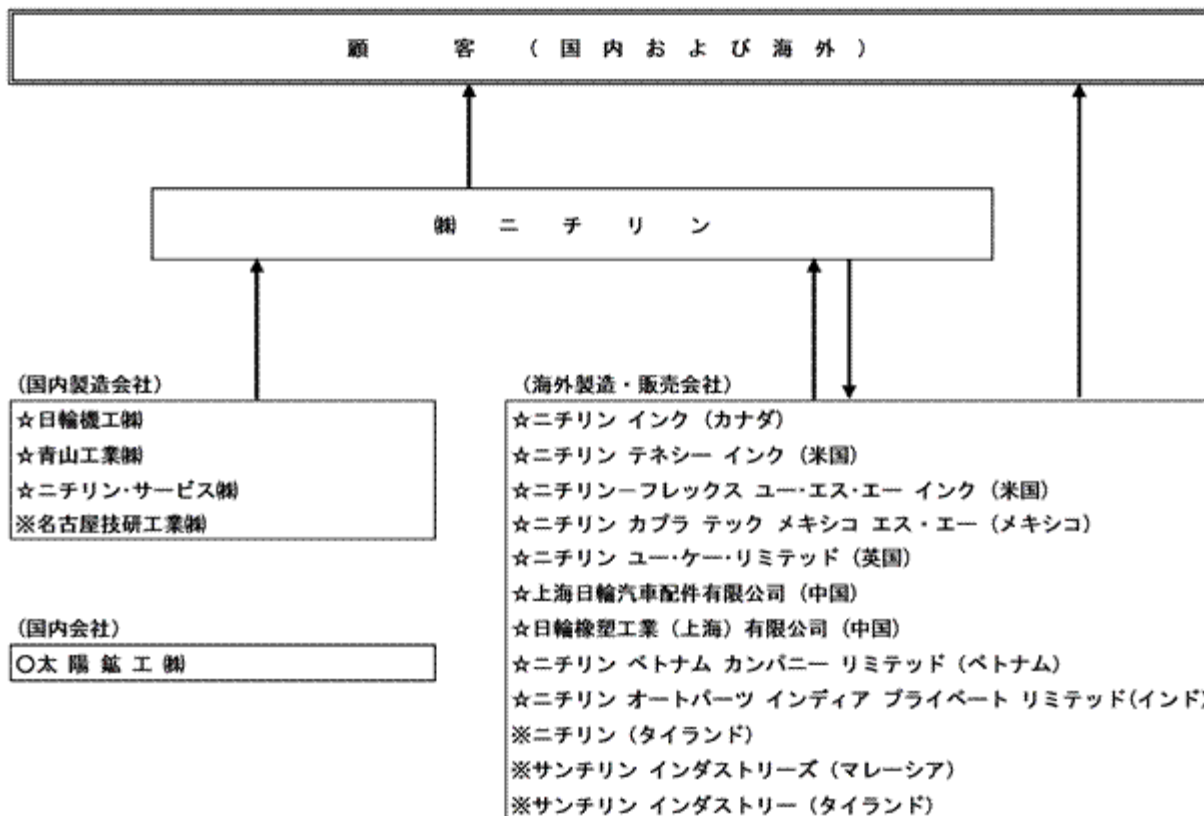 顧客（国内および海外）
㈱ニチリン
（国内製造会社）
☆日輪機工㈱
☆青山工業㈱
☆ニチリン･サービス㈱
※名古屋技研工業㈱
（国内会社）
〇太陽鉱工㈱
（海外製造・販売会社）
☆ニチリン インク（カナダ）
☆ニチリン テネシー インク（米国）
☆ニチリン－フレックス ユー･エス･エー インク（米国）
☆ニチリン カプラ テック メキシコ エス・エー（メキシコ）
☆ニチリン ユー･ケー･リミテッド（英国）
☆上海日輪汽車配件有限公司（中国）
☆日輪橡塑工業（上海）有限公司（中国）
☆ニチリン ベトナム カンパニー リミテッド（ベトナム）
☆ニチリン オートパーツ インディア プライベート リミテッド(インド)
※ニチリン（タイランド）
※サンチリン インダストリーズ（マレーシア）
※サンチリン インダストリー（タイランド）